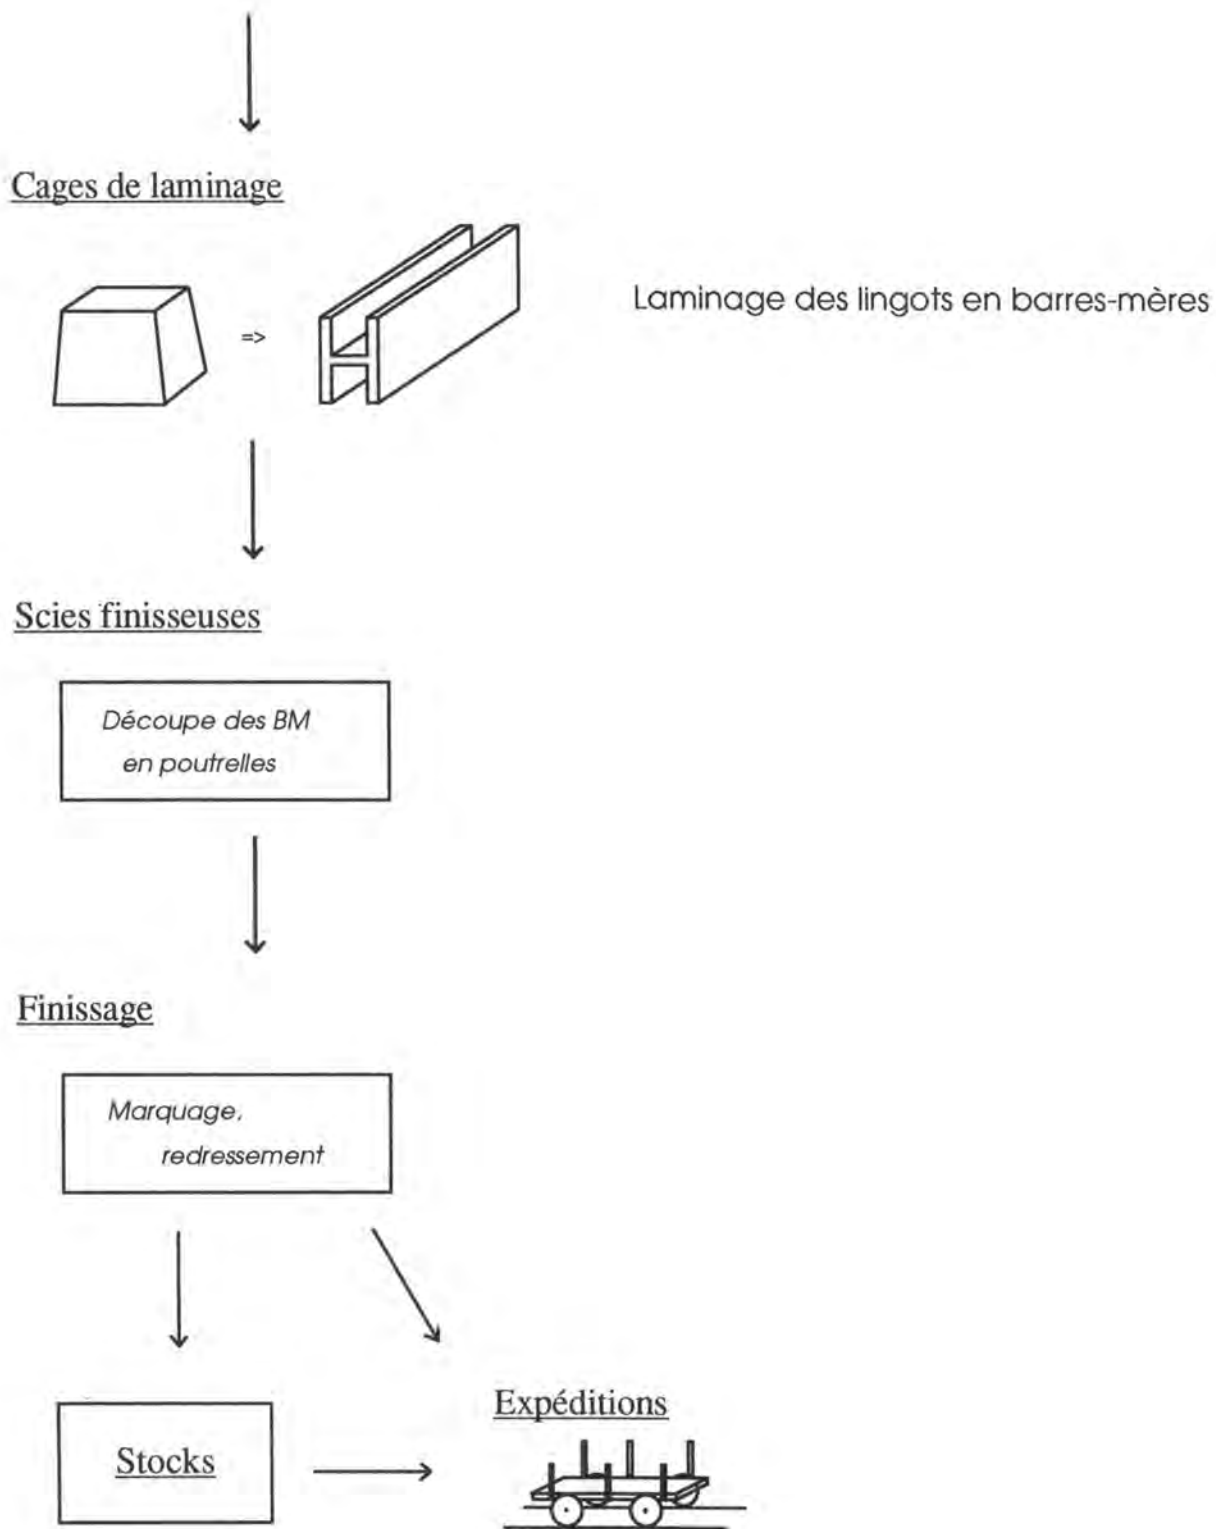 Cages de laminage
=>
Laminage des lingots en barres-mères
Scies finisseuses
Découpe des BM
en poutrelles
Finissage
Marquage,
redressement
Expéditions
Stocks